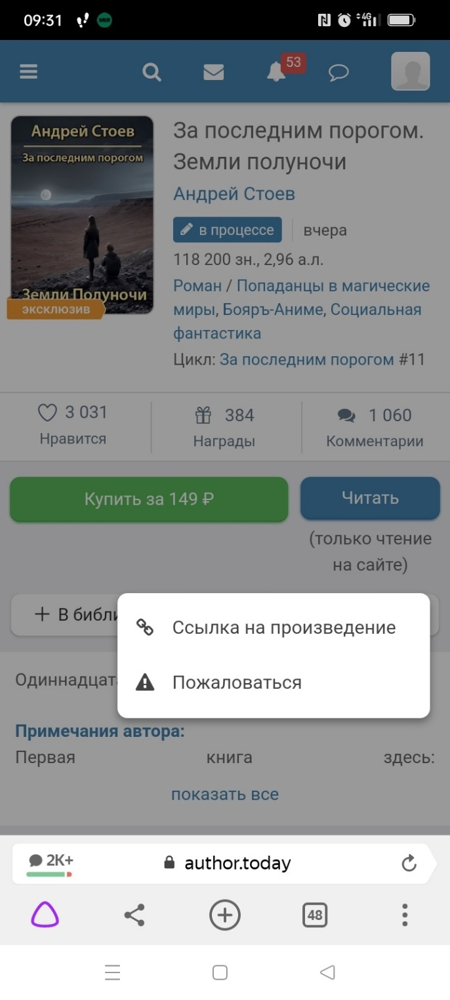 09:31
MIR
4G
53
Андрей Стоев
За последним порогом
Земли Полуночи
эксклюзив
За последним порогом.
Земли полуночи
Андрей Стоев
в процессе вчера
118 200 зн., 2,96 а.л.
Роман / Попаданцы в магические
миры, Бояръ-Аниме, Социальная
фантастика
Цикл: За последним порогом #11
3 031
Нравится
384
Награды
1 060
Комментарии
Купить за 149 ₽
Читать
(только чтение
на сайте)
+ В библи
Ссылка на произведение
Одиннадцат
Пожаловаться
Примечания автора:
Первая книга здесь:
показать все
2K+
author.today
48